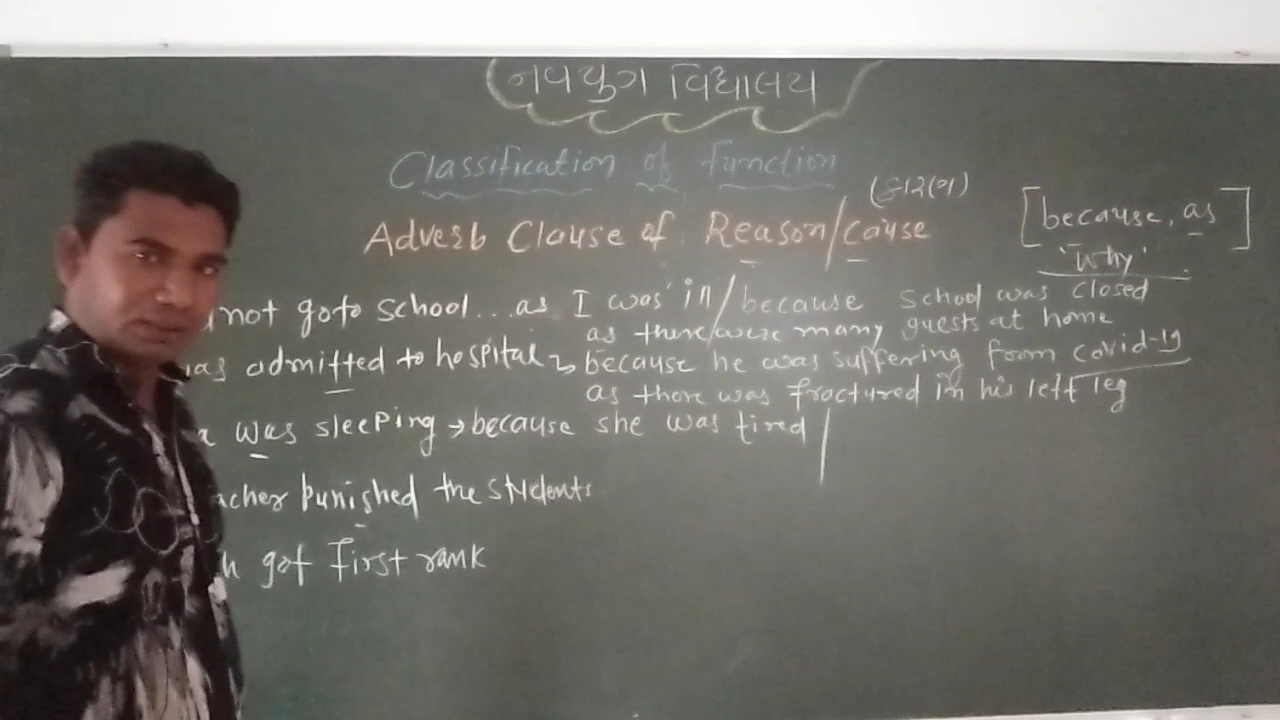 નવયુગ વિદ્યાલય
Classification of function
(કારણ)
Adverb Clause of Reason/cause
[because, as]
'Why'
not go to school...as I was ill/because school was closed
as there were many guests at home
admitted to hospital → because he was suffering from covid-19
as there was fractured in his left leg
was sleeping → because she was tired
punished the students
got first rank